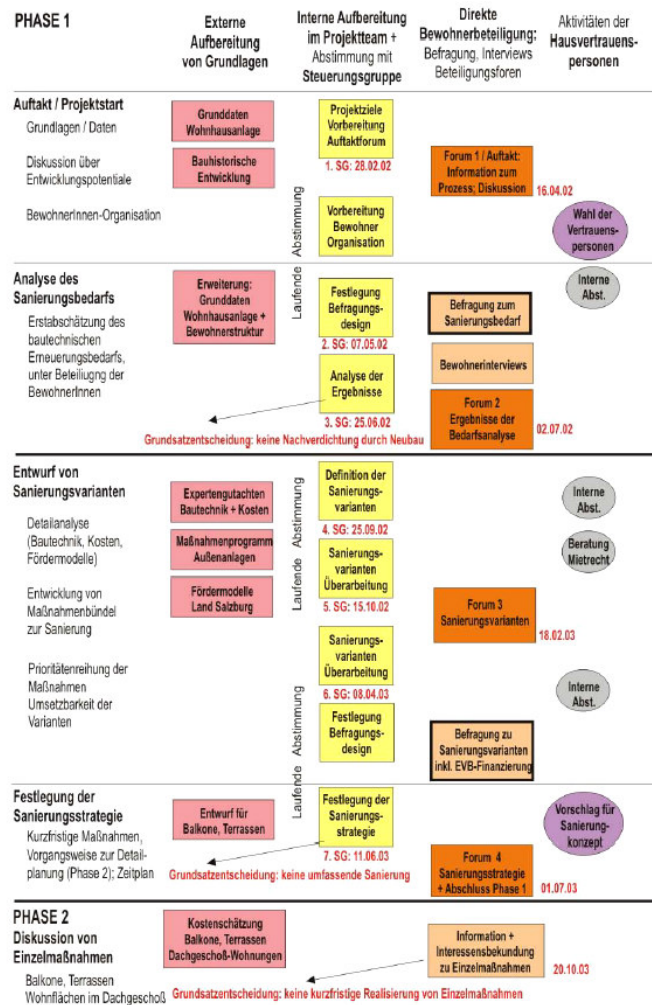 PHASE 1
Externe
Aufbereitung
von Grundlagen
Interne Aufbereitung
im Projektteam +
Abstimmung mit
Steuerungsgruppe
Direkte
Bewohnerbeteiligung:
Befragung, Interviews
Beteiligungsforen
Aktivitäten der
Hausvertrauens-
personen
Auftakt / Projektstart
Grundlagen / Daten
Diskussion über
Entwicklungspotentiale
BewohnerInnen-Organisation
Grunddaten
Wohnhausanlage
Bauhistorische
Entwicklung
Projektziele
Vorbereitung
Auftaktforum
1. SG: 28.02.02
Vorbereitung
Bewohner
Organisation
Laufende Abstimmung
Forum 1 / Auftakt:
Information zum
Prozess; Diskussion
16.04.02
Wahl der
Vertrauens-
personen
Analyse des
Sanierungsbedarfs
Erstabschätzung des
bautechnischen
Erneuerungsbedarfs,
unter Beteiliugng der
BewohnerInnen
Erweiterung:
Grunddaten
Wohnhausanlage +
Bewohnerstruktur
Festlegung
Befragungs-
design
2. SG: 07.05.02
Analyse der
Ergebnisse
3. SG: 25.06.02
Befragung zum
Sanierungsbedarf
Bewohnerinterviews
Forum 2
Ergebnisse der
Bedarfsanalyse
02.07.02
Interne
Abst.
Grundsatzentscheidung: keine Nachverdichtung durch Neubau
Entwurf von
Sanierungsvarianten
Detailanalyse
(Bautechnik, Kosten,
Fördermodelle)
Entwicklung von
Maßnahmenbündel
zur Sanierung
Prioritätenreihung der
Maßnahmen
Umsetzbarkeit der
Varianten
Expertengutachten
Bautechnik + Kosten
Maßnahmenprogramm
Außenanlagen
Fördermodelle
Land Salzburg
Laufende Abstimmung
Definition der
Sanierungs-
varianten
4. SG: 25.09.02
Sanierungs-
varianten
Überarbeitung
5. SG: 15.10.02
Sanierungs-
varianten
Überarbeitung
6. SG: 08.04.03
Festlegung
Befragungs-
design
Laufende Abstimmung
Forum 3
Sanierungsvarianten
18.02.03
Befragung zu
Sanierungsvarianten
inkl. EVB-Finanzierung
Interne
Abst.
Beratung
Mietrecht
Interne
Abst.
Festlegung der
Sanierungsstrategie
Kurzfristige Maßnahmen,
Vorgangsweise zur Detail-
planung (Phase 2); Zeitplan
Entwurf für
Balkone, Terrassen
Festlegung der
Sanierungs-
strategie
7. SG: 11.06.03
Grundsatzentscheidung: keine umfassende Sanierung
Forum 4
Sanierungsstrategie
+ Abschluss Phase 1
01.07.03
Vorschlag für
Sanierung-
konzept
PHASE 2
Diskussion von
Einzelmaßnahmen
Balkone, Terrassen
Wohnflächen im Dachgeschoß
Kostenschätzung
Balkone, Terrassen
Dachgeschoß-Wohnungen
Information +
Interessensbekundung
zu Einzelmaßnahmen
20.10.03
Grundsatzentscheidung: keine kurzfristige Realisierung von Einzelmaßnahmen